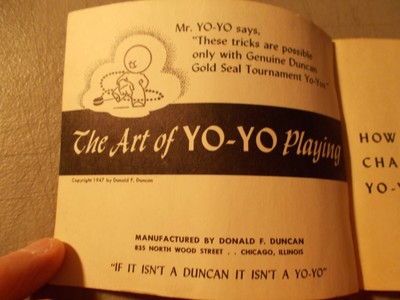 Mr. YO-YO says,
"These tricks are possible
only with Genuine Duncan
Gold Seal Tournament Yo-Yos"
The Art of YO-YO Playing
Copyright 1947 by Donald F. Duncan
MANUFACTURED BY DONALD F. DUNCAN
835 NORTH WOOD STREET . . CHICAGO, ILLINOIS
"IF IT ISN'T A DUNCAN IT ISN'T A YO-YO"
HOW
CHA
YO-Y